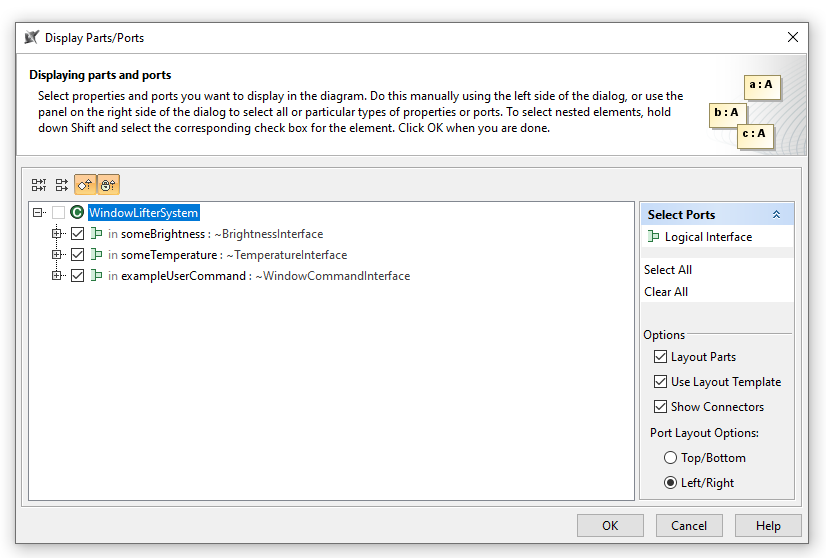 Display Parts/Ports
Displaying parts and ports
Select properties and ports you want to display in the diagram. Do this manually using the left side of the dialog, or use the
panel on the right side of the dialog to select all or particular types of properties or ports. To select nested elements, hold
down Shift and select the corresponding check box for the element. Click OK when you are done.
a : A
b : A
c : A
C WindowLifterSystem
in someBrightness : ~BrightnessInterface
in someTemperature : ~TemperatureInterface
in exampleUserCommand : ~WindowCommandInterface
Select Ports
Logical Interface
Select All
Clear All
Options
Layout Parts
Use Layout Template
Show Connectors
Port Layout Options:
Top/Bottom
Left/Right
OK
Cancel
Help